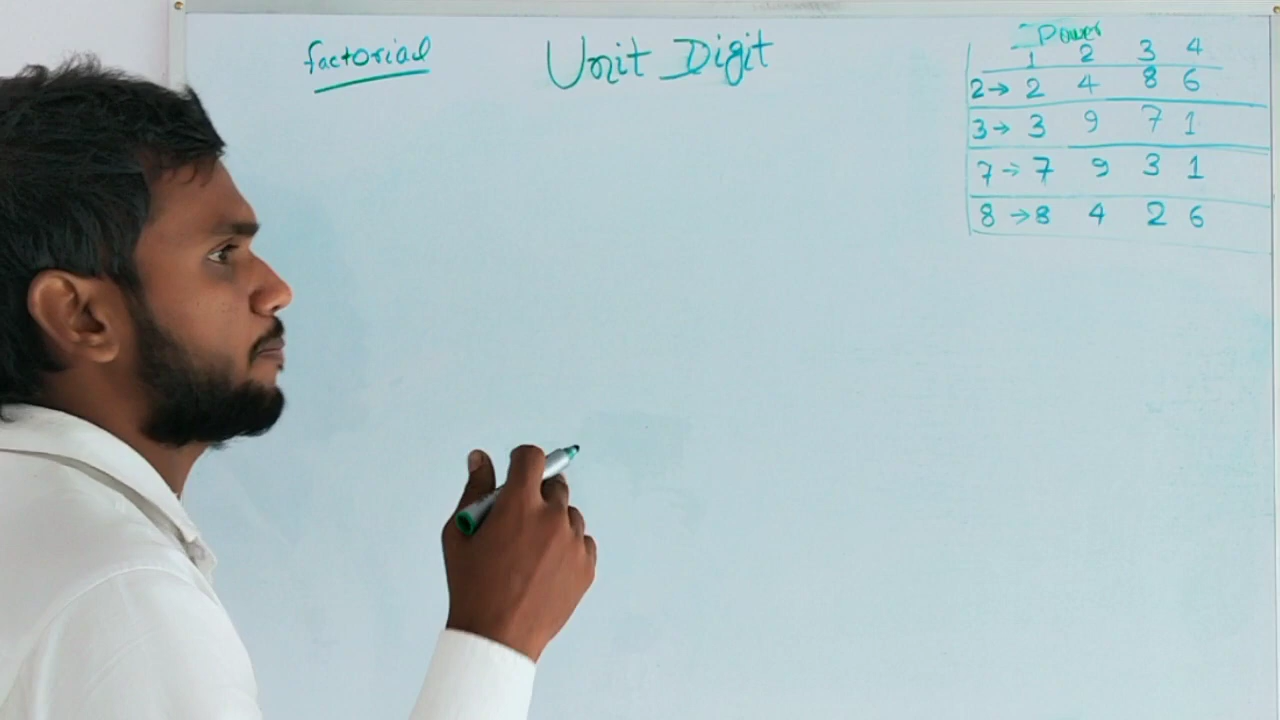 factorial
Unit Digit
Power
1 2 3 4
2→ 2 4 8 6
3→ 3 9 7 1
7→ 7 9 3 1
8→ 8 4 2 6